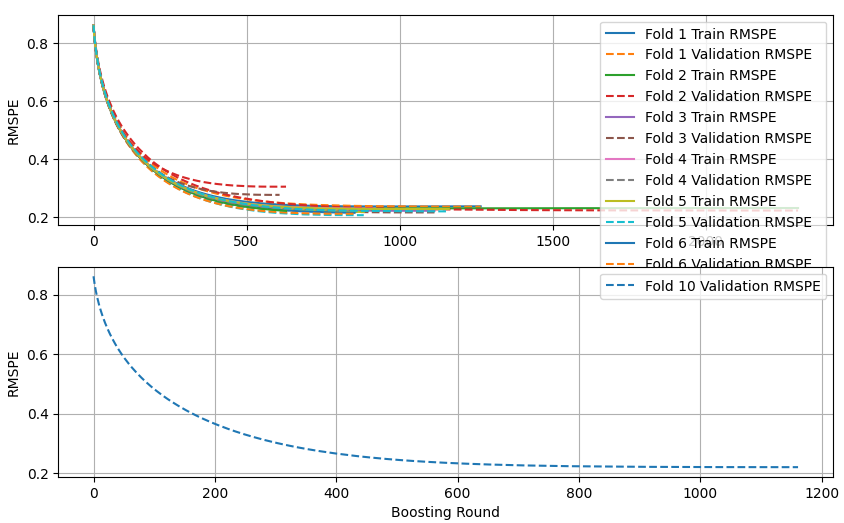 RMSPE
0.8
0.6
0.4
0.2
0
500
1000
1500
Fold 1 Train RMSPE
Fold 1 Validation RMSPE
Fold 2 Train RMSPE
Fold 2 Validation RMSPE
Fold 3 Train RMSPE
Fold 3 Validation RMSPE
Fold 4 Train RMSPE
Fold 4 Validation RMSPE
Fold 5 Train RMSPE
Fold 5 Validation RMSPE
Fold 6 Train RMSPE
Fold 6 Validation RMSPE
RMSPE
0.8
0.6
0.4
0.2
Fold 10 Validation RMSPE
0
200
400
600
800
1000
1200
Boosting Round